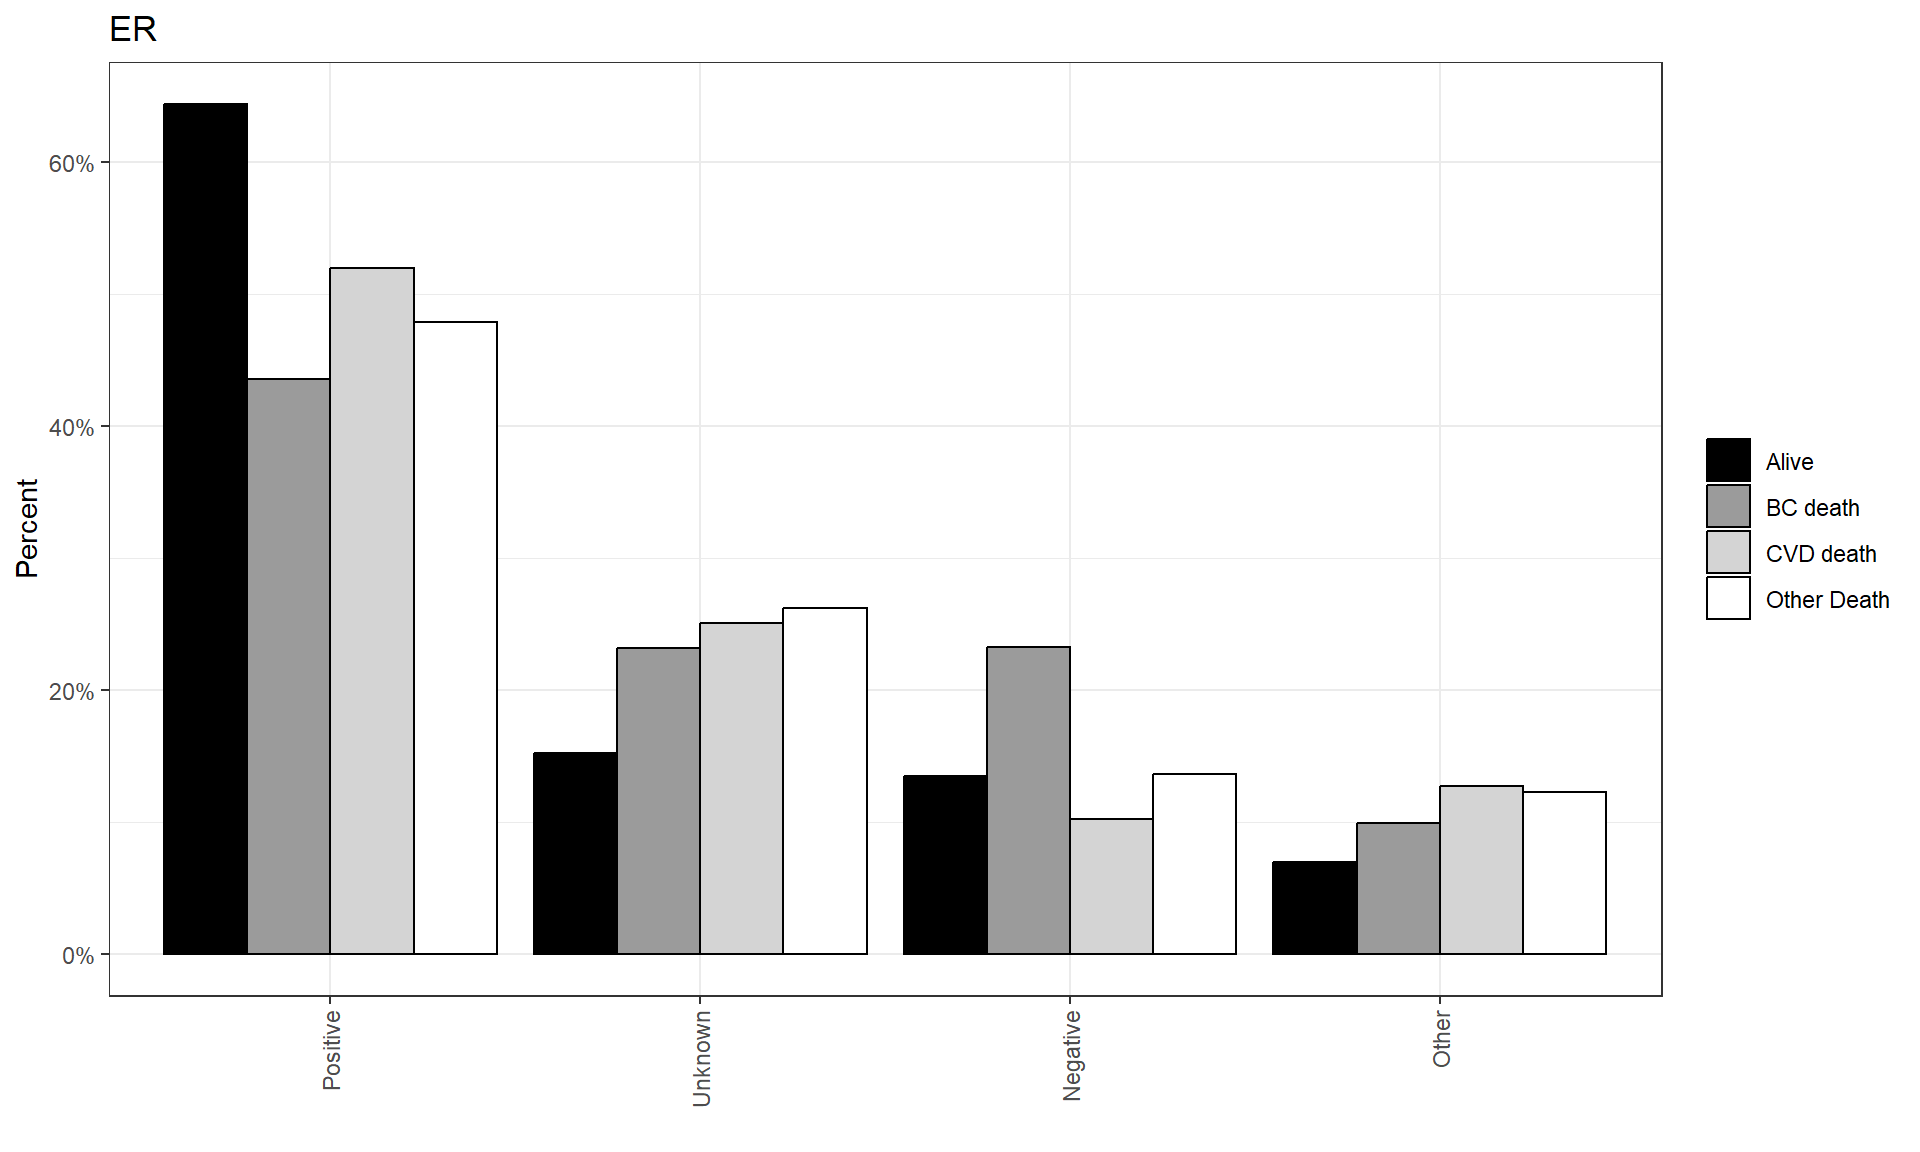 ER
Percent
60%
40%
20%
0%
Positive
Unknown
Negative
Other
Alive
BC death
CVD death
Other Death